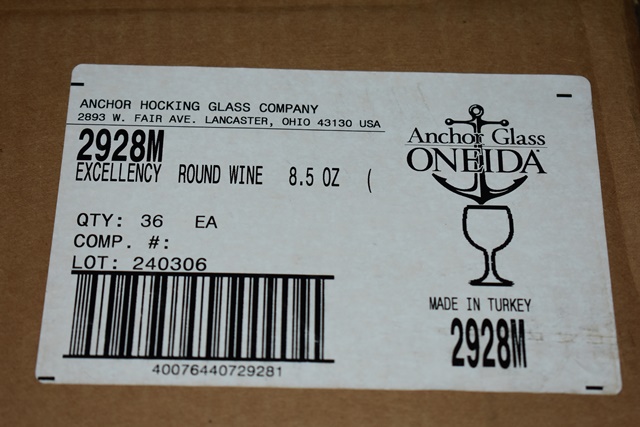 ANCHOR HOCKING GLASS COMPANY
2893 W. FAIR AVE. LANCASTER, OHIO 43130 USA
2928M
EXCELLENCY ROUND WINE 8.5 OZ (
QTY: 36 EA
COMP. #:
LOT: 240306
40076440729281
Anchor Glass
ONEIDA
MADE IN TURKEY
2928M